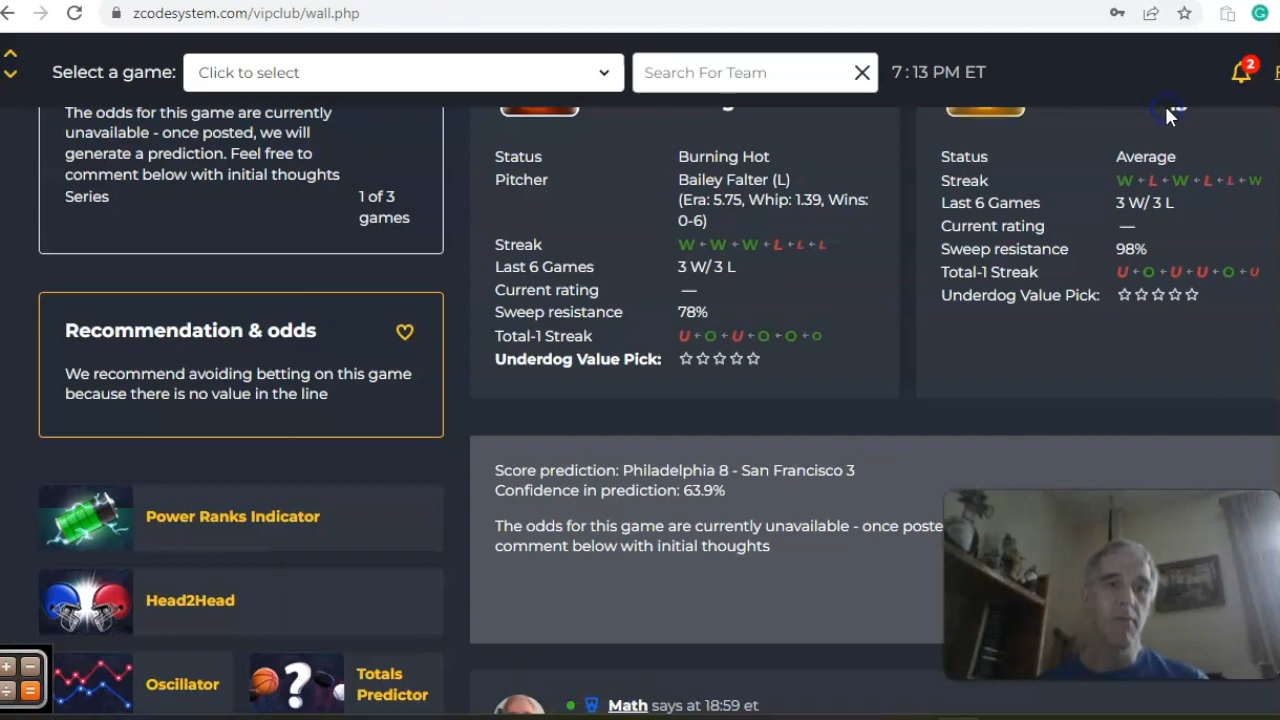 zcodesystem.com/vipclub/wall.php
Select a game:
Click to select
Search For Team
7:13 PM ET
2
The odds for this game are currently
unavailable - once posted, we will
generate a prediction. Feel free to
comment below with initial thoughts
Series
1 of 3
games
Status
Burning Hot
Pitcher
Bailey Falter (L)
(Era: 5.75, Whip: 1.39, Wins:
0-6)
Streak
W W W L L L
Last 6 Games
3 W/ 3 L
Current rating
—
Sweep resistance
78%
Total-1 Streak
U O U O O O
Underdog Value Pick:
Status
Average
Streak
W L W L L W
Last 6 Games
3 W/ 3 L
Current rating
—
Sweep resistance
98%
Total-1 Streak
U O U U O U
Underdog Value Pick:
Recommendation & odds
We recommend avoiding betting on this game
because there is no value in the line
Score prediction: Philadelphia 8 - San Francisco 3
Confidence in prediction: 63.9%
The odds for this game are currently unavailable - once poste
comment below with initial thoughts
Power Ranks Indicator
Head2Head
Oscillator
Totals
Predictor
Math says at 18:59 et